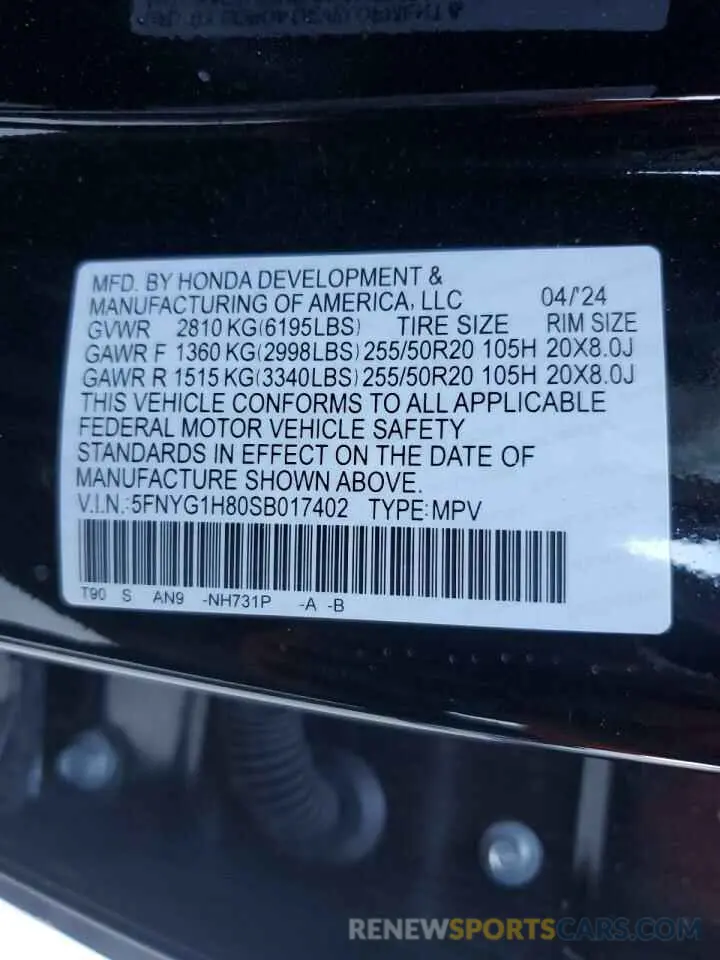 MFD. BY HONDA DEVELOPMENT &
MANUFACTURING OF AMERICA, LLC 04/'24
GVWR 2810 KG(6195LBS) TIRE SIZE RIM SIZE
GAWR F 1360 KG(2998LBS) 255/50R20 105H 20X8.0J
GAWR R 1515 KG(3340LBS) 255/50R20 105H 20X8.0J
THIS VEHICLE CONFORMS TO ALL APPLICABLE
FEDERAL MOTOR VEHICLE SAFETY
STANDARDS IN EFFECT ON THE DATE OF
MANUFACTURE SHOWN ABOVE.
V.I.N.:5FNYG1H80SB017402 TYPE:MPV
T90 S AN9 -NH731P -A -B
RENEWSPORTSCARS.COM